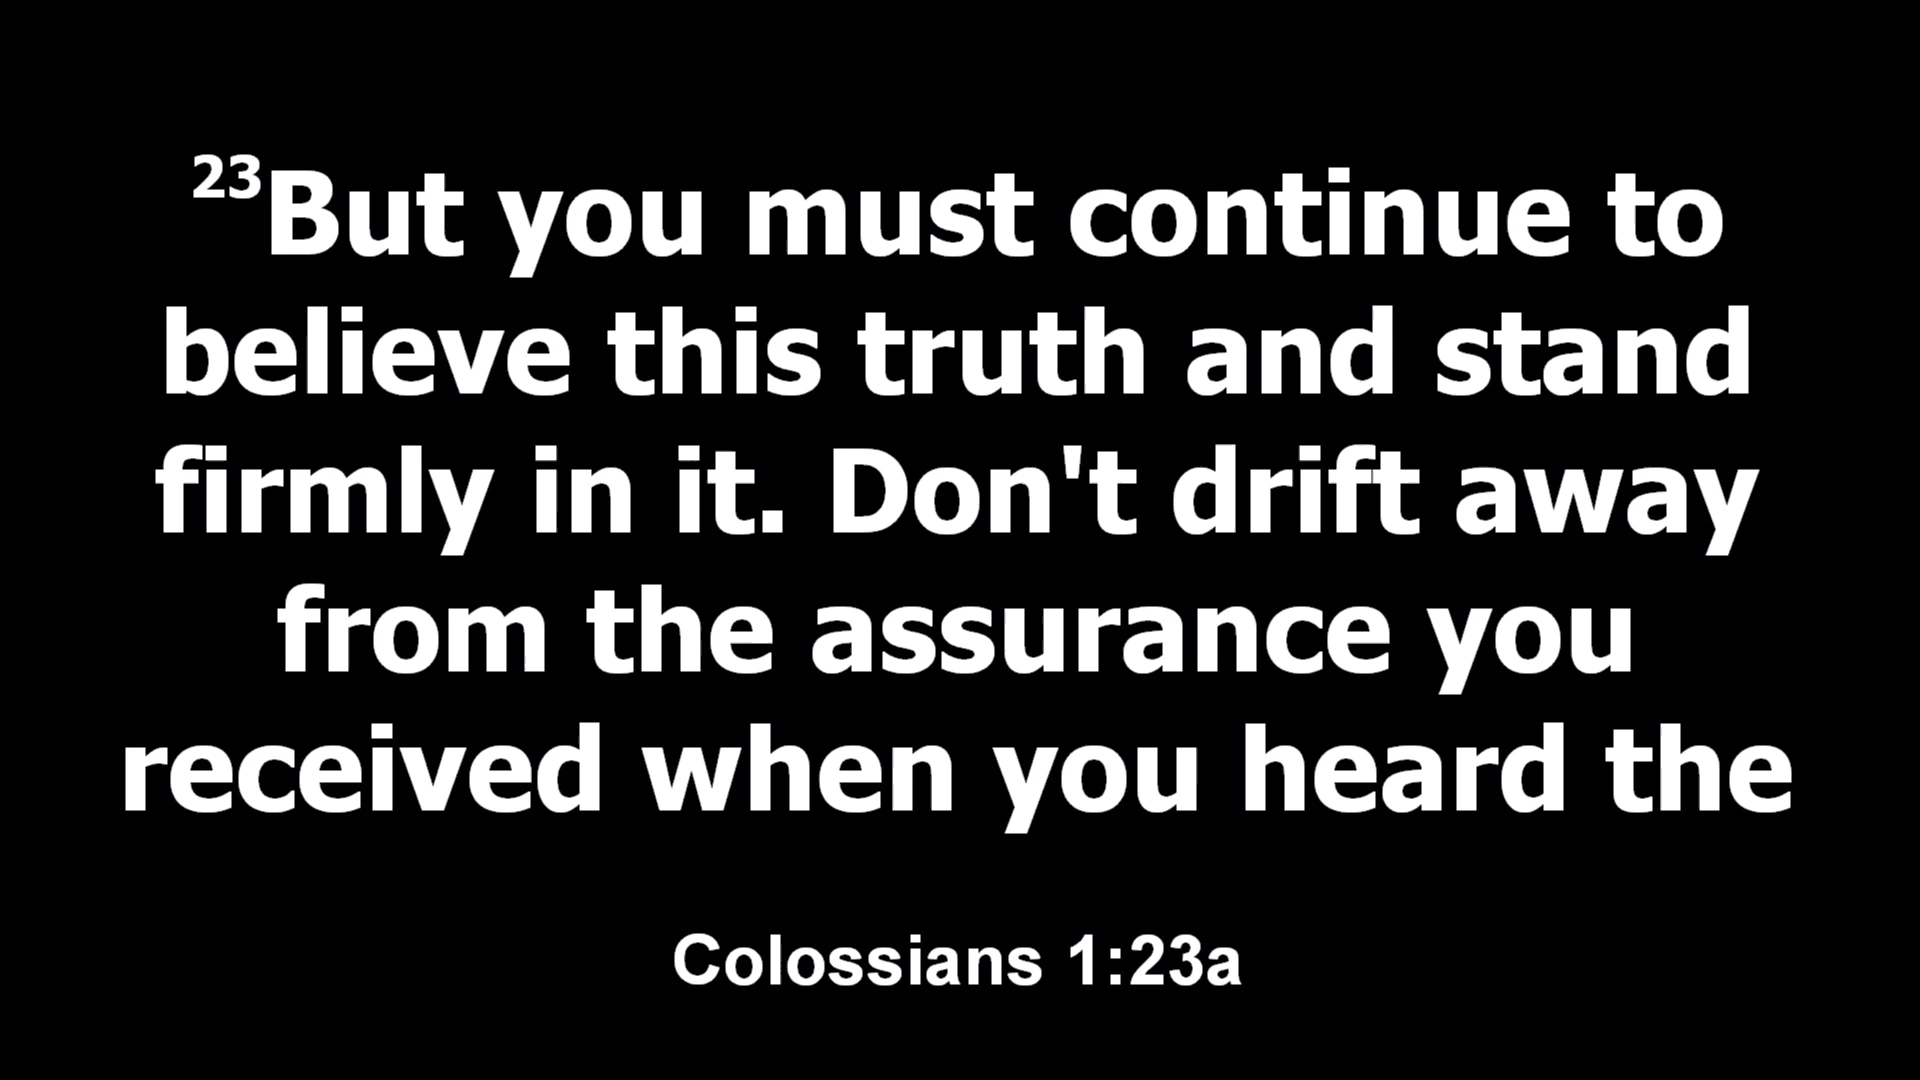 23But you must continue to
believe this truth and stand
firmly in it. Don't drift away
from the assurance you
received when you heard the
Colossians 1:23a